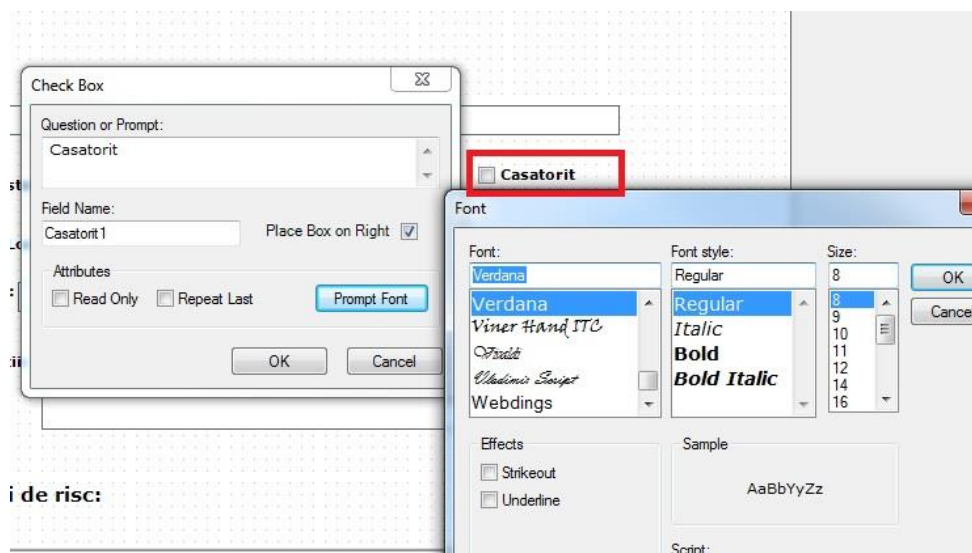 Check Box
Question or Prompt:
Casatorit
Field Name:
Casatorit1
Place Box on Right
Attributes
Read Only
Repeat Last
Prompt Font
OK
Cancel
Casatorit
i de risc:
Font
Font:
Verdana
Verdana
Viner Hand ITC
Vivaldi
Vladimir Script
Webdings
Font style:
Regular
Regular
Italic
Bold
Bold Italic
Size:
8
8
9
10
11
12
14
16
OK
Cance
Effects
Strikeout
Underline
Sample
AaBbYyZz
Script: